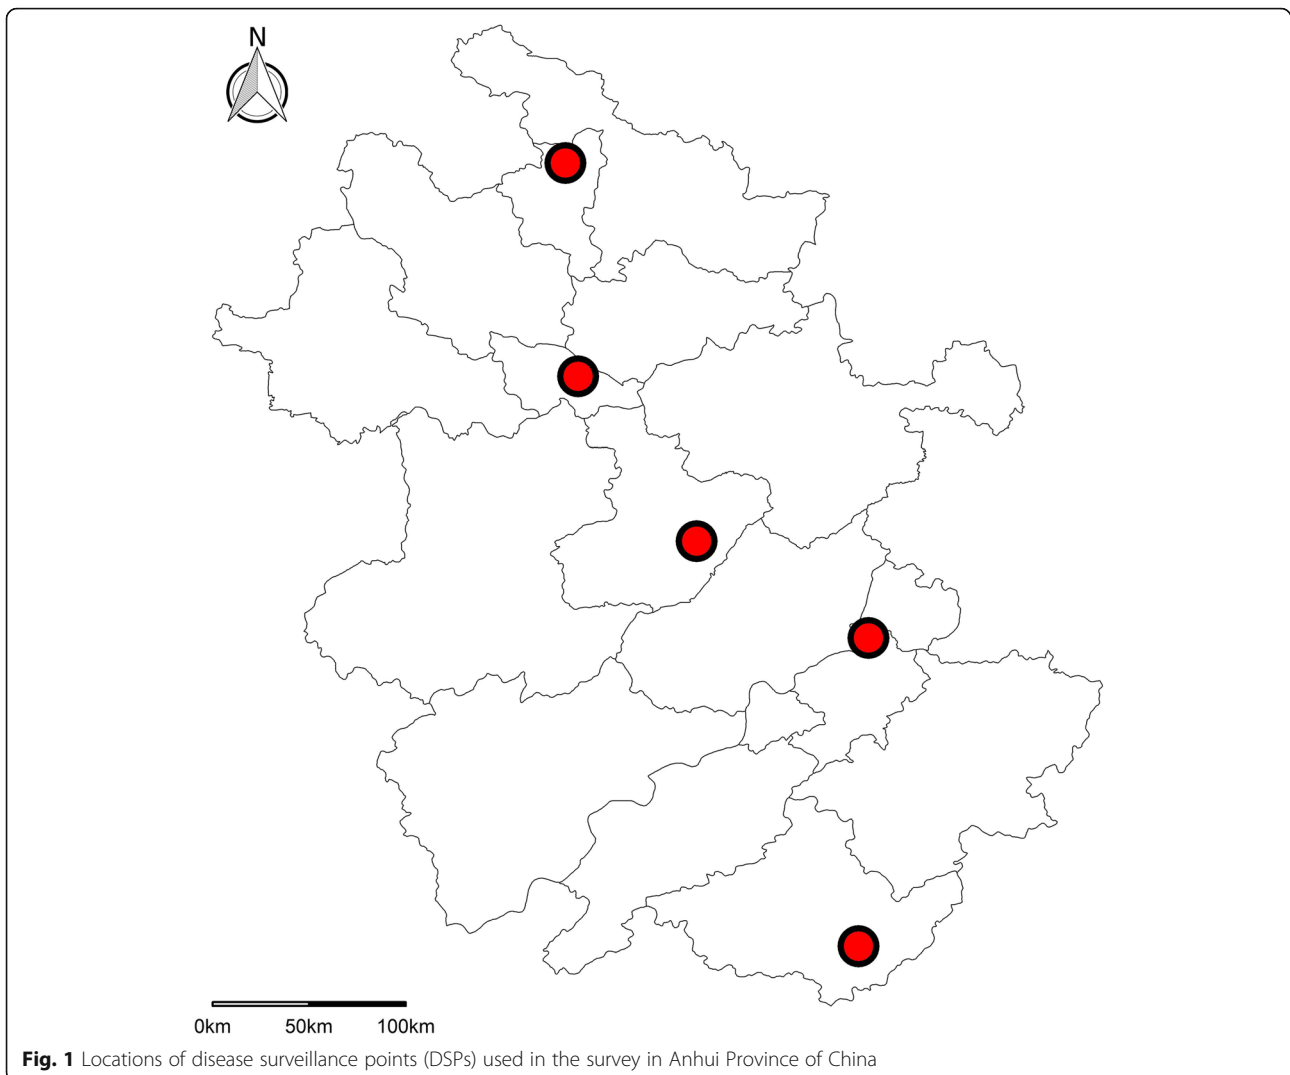 N
0km 50km 100km
Fig. 1 Locations of disease surveillance points (DSPs) used in the survey in Anhui Province of China